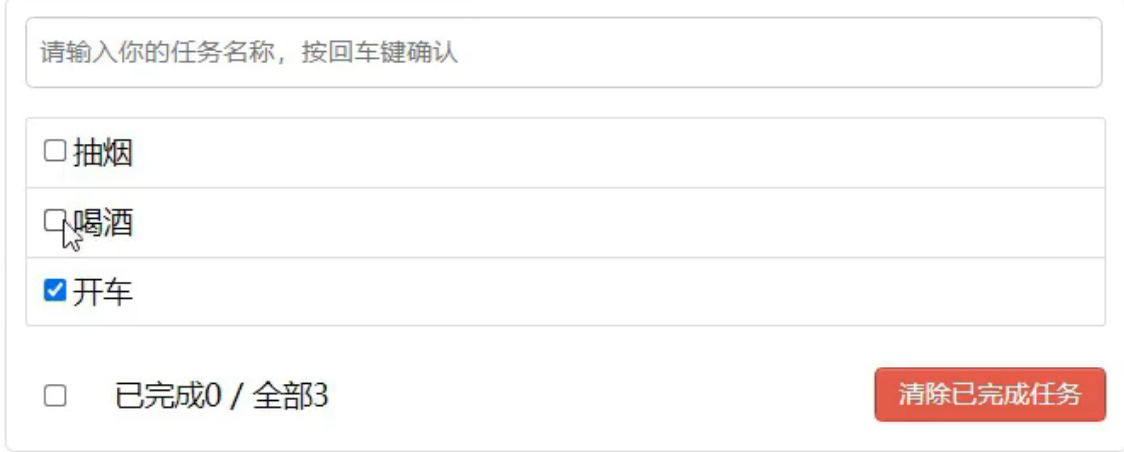 请输入你的任务名称，按回车键确认
抽烟
喝酒
开车
已完成0 / 全部3
清除已完成任务